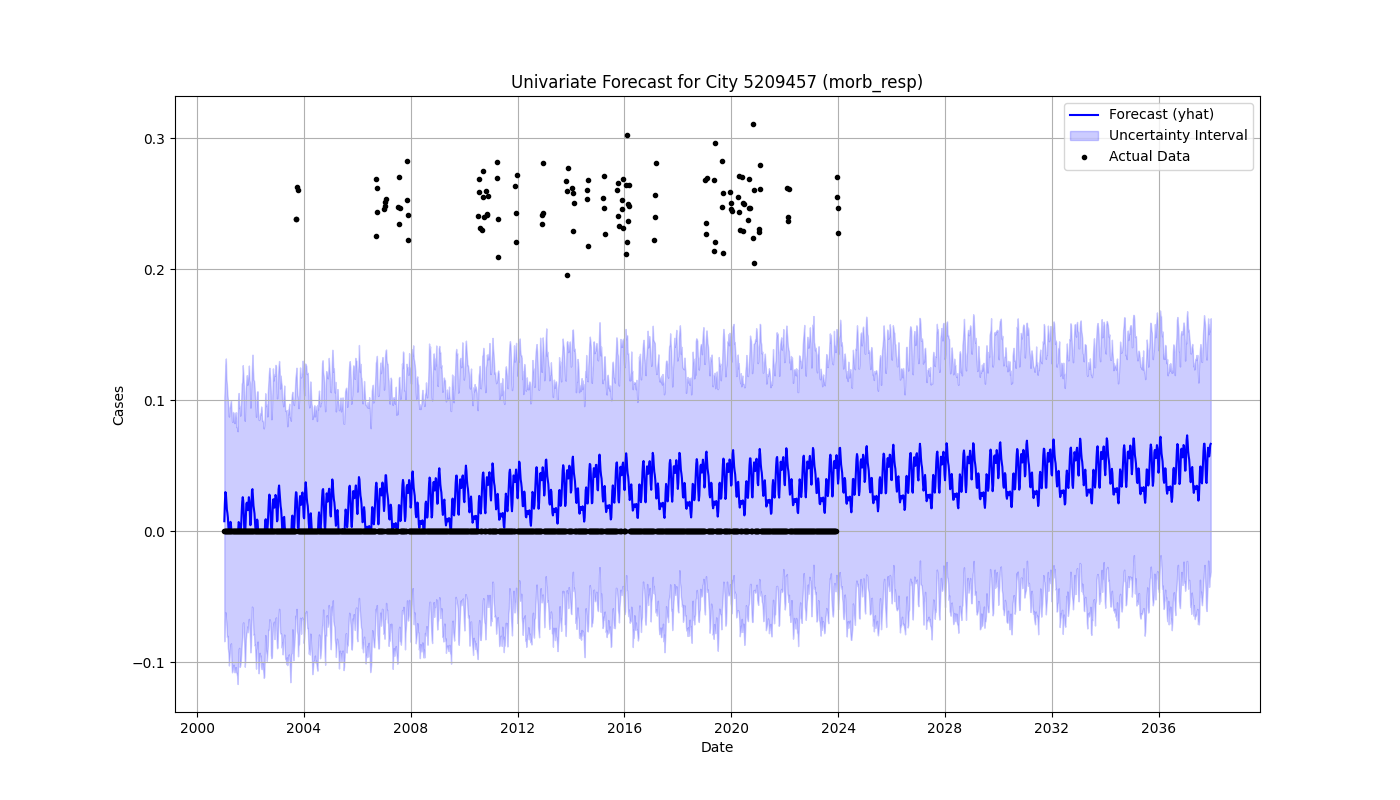 Univariate Forecast for City 5209457 (morb_resp)
Forecast (yhat)
Uncertainty Interval
Actual Data
Cases
0.3
0.2
0.1
0.0
−0.1
2000 2004 2008 2012 2016 2020 2024 2028 2032 2036
Date